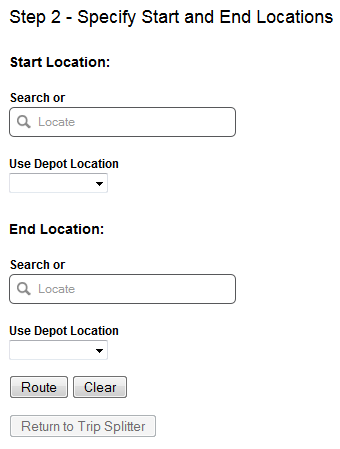 Step 2 - Specify Start and End Locations
Start Location:
Search or
Locate
Use Depot Location
End Location:
Search or
Locate
Use Depot Location
Route Clear
Return to Trip Splitter